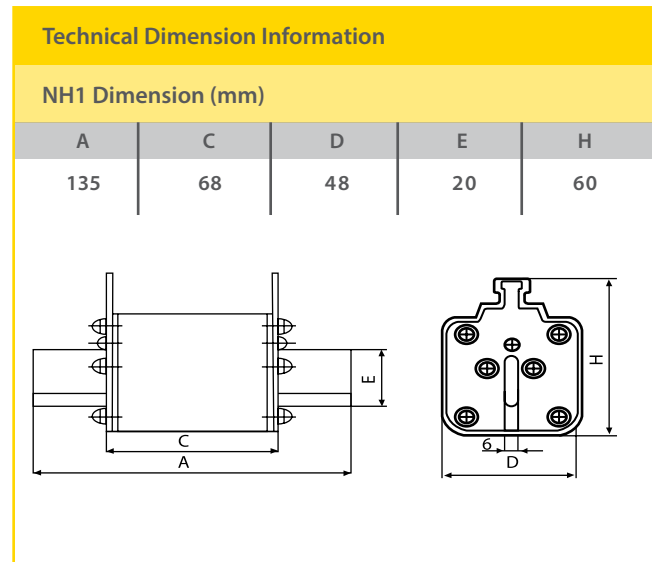 Technical Dimension Information
NH1 Dimension (mm)
A C D E H
135 68 48 20 60
E
H
C
6
A
D